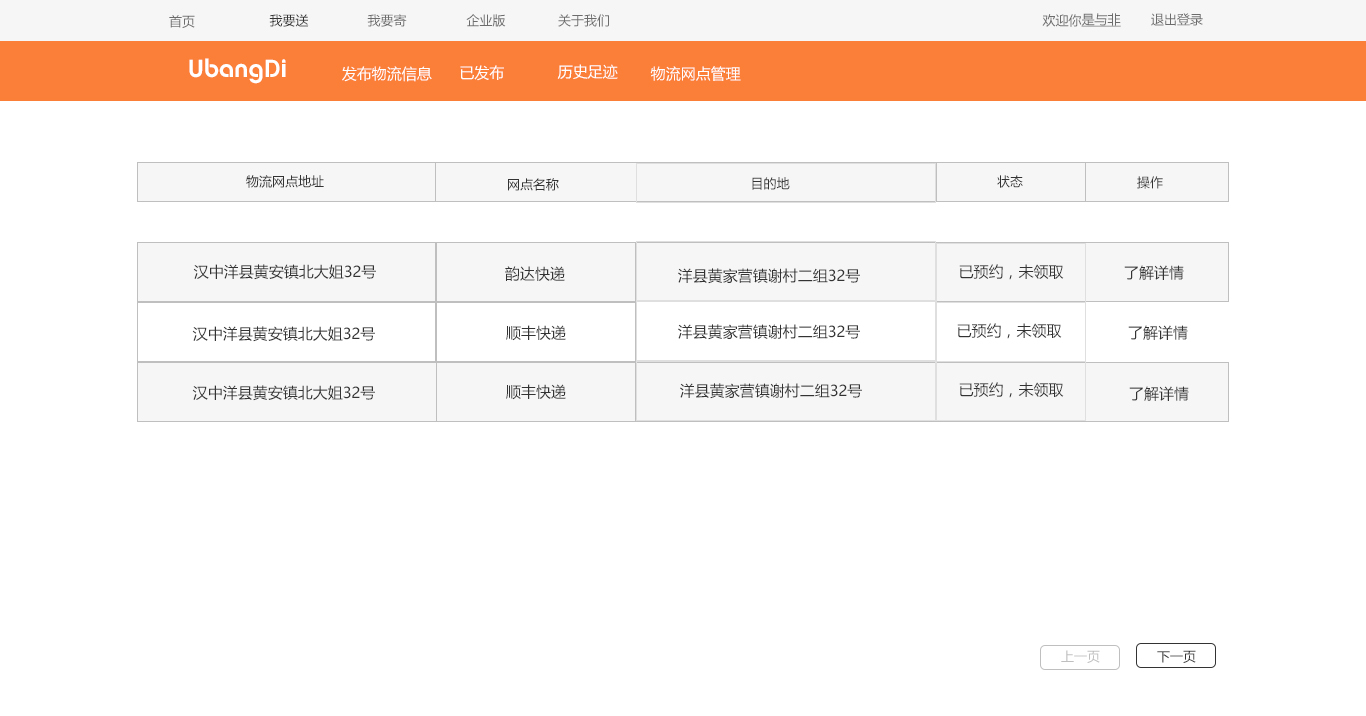 首页 我要送 我要寄 企业版 关于我们 欢迎你是与非 退出登录
UbangDi 发布物流信息 已发布 历史足迹 物流网点管理
物流网点地址 网点名称 目的地 状态 操作
汉中洋县黄安镇北大姐32号 韵达快递 洋县黄家营镇谢村二组32号 已预约，未领取 了解详情
汉中洋县黄安镇北大姐32号 顺丰快递 洋县黄家营镇谢村二组32号 已预约，未领取 了解详情
汉中洋县黄安镇北大姐32号 顺丰快递 洋县黄家营镇谢村二组32号 已预约，未领取 了解详情
上一页 下一页